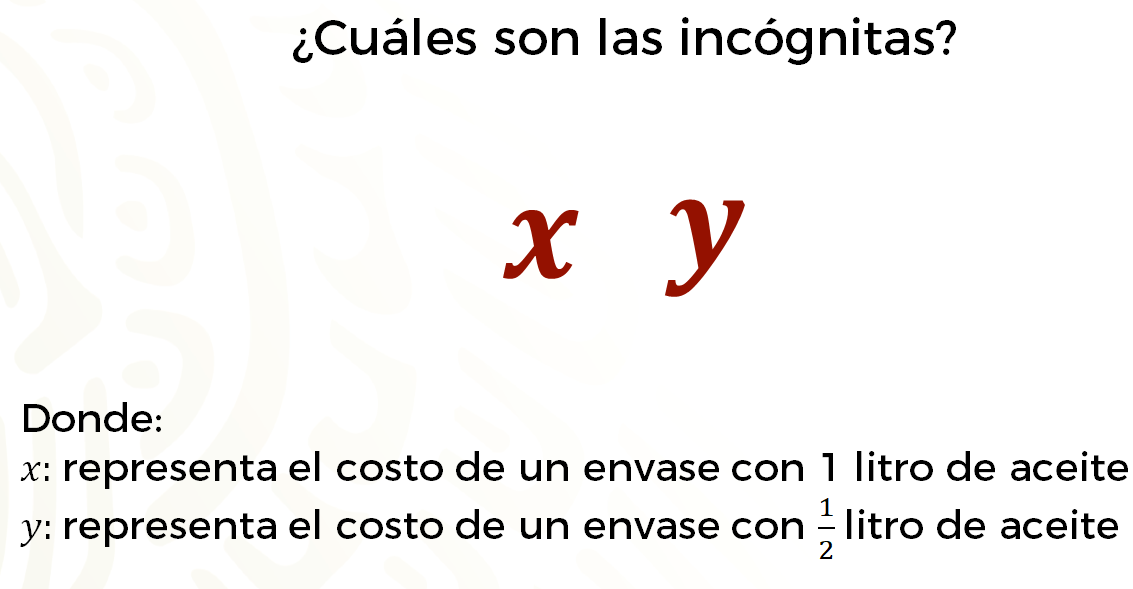 ¿Cuáles son las incógnitas?
x y
Donde:
x: representa el costo de un envase con 1 litro de aceite
y: representa el costo de un envase con 1/2 litro de aceite